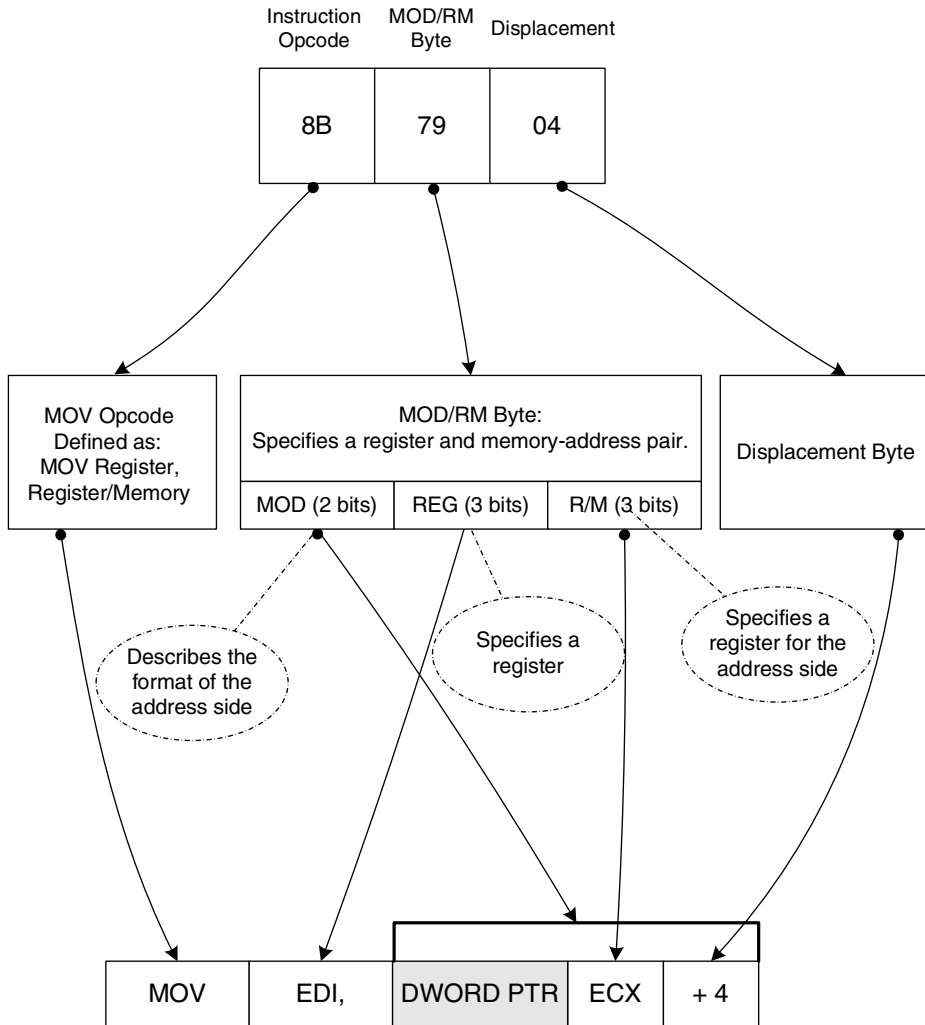 Instruction
Opcode
MOD/RM
Byte
Displacement
8B
79
04
MOV Opcode
Defined as:
MOV Register,
Register/Memory
MOD/RM Byte:
Specifies a register and memory-address pair.
MOD (2 bits)
REG (3 bits)
R/M (3 bits)
Displacement Byte
Describes the
format of the
address side
Specifies a
register
Specifies a
register for the
address side
MOV
EDI,
DWORD PTR
ECX
+ 4